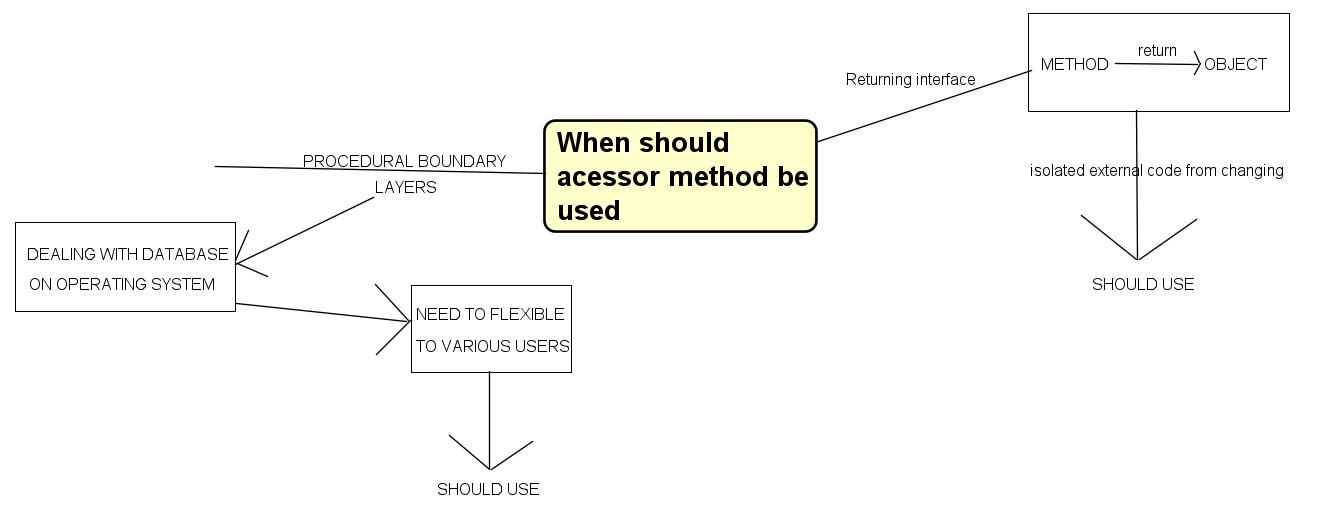 When should
acessor method be
used
Returning interface
METHOD
return
OBJECT
isolated external code from changing
SHOULD USE
PROCEDURAL BOUNDARY
LAYERS
DEALING WITH DATABASE
ON OPERATING SYSTEM
NEED TO FLEXIBLE
TO VARIOUS USERS
SHOULD USE